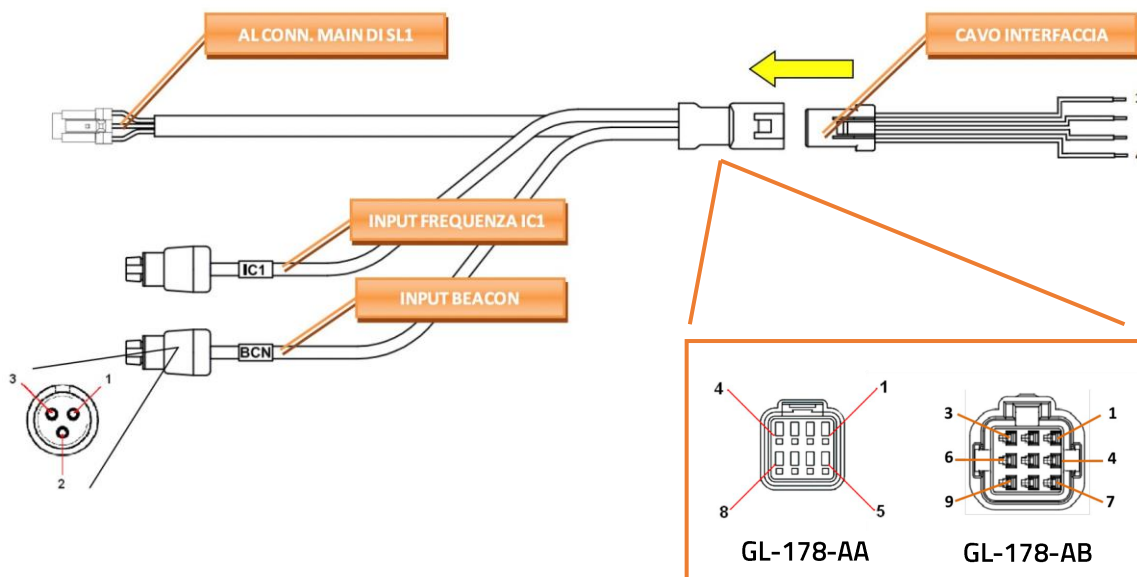 AL CONN. MAIN DI SL1
CAVO INTERFACCIA
INPUT FREQUENZA IC1
IC1
INPUT BEACON
BCN
3 1
2
4 1
8 5
3 1
6 4
9 7
GL-178-AA GL-178-AB